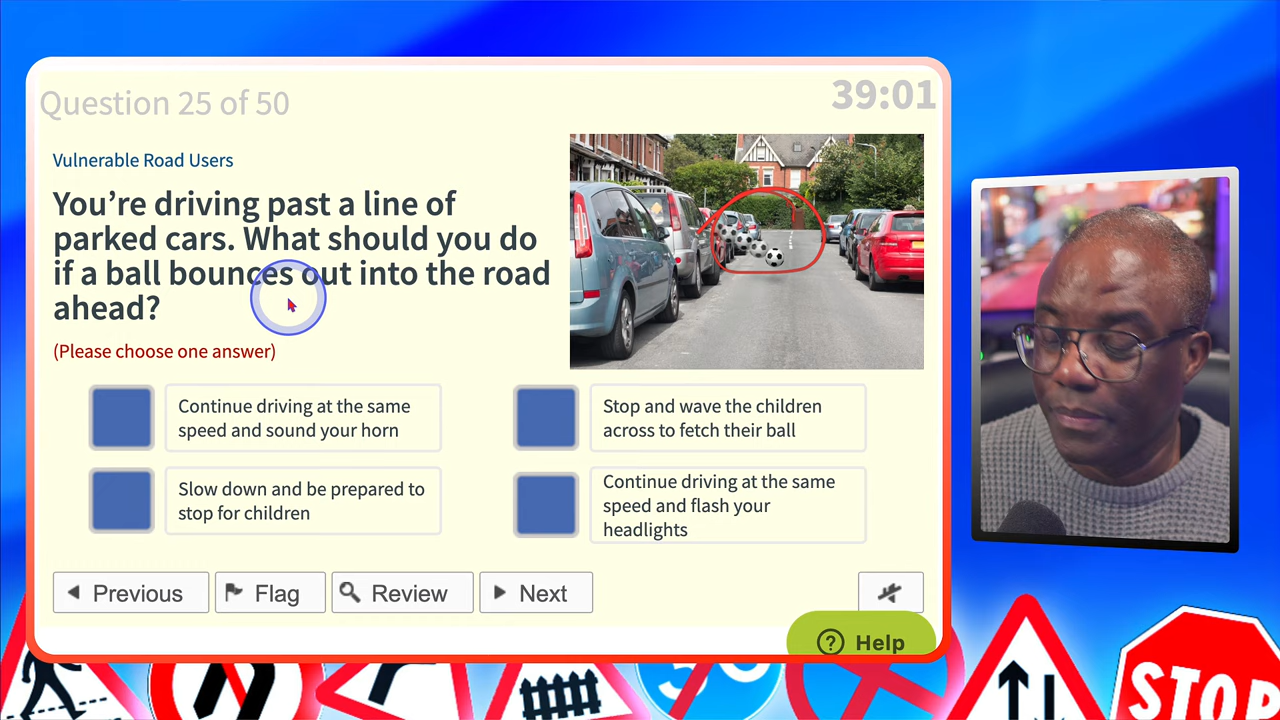 Question 25 of 50
39:01
Vulnerable Road Users
You’re driving past a line of
parked cars. What should you do
if a ball bounces out into the road
ahead?
(Please choose one answer)
Continue driving at the same
speed and sound your horn
Stop and wave the children
across to fetch their ball
Slow down and be prepared to
stop for children
Continue driving at the same
speed and flash your
headlights
Previous
Flag
Review
Next
? Help
STOP